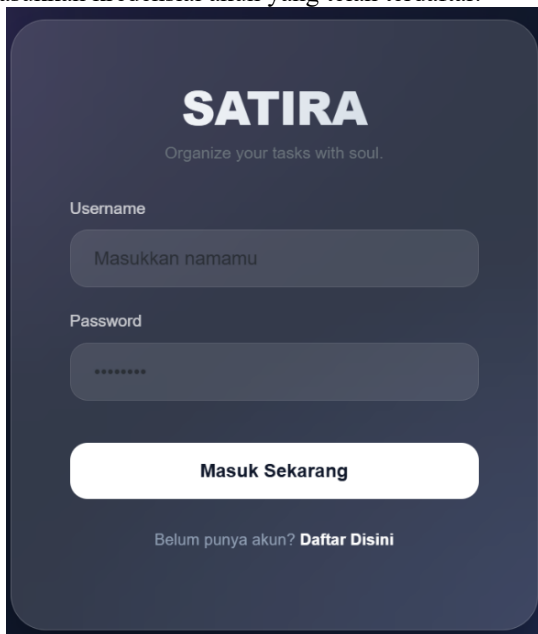 SATIRA
Organize your tasks with soul.
Username
Masukkan namamu
Password
••••••••
Masuk Sekarang
Belum punya akun? Daftar Disini